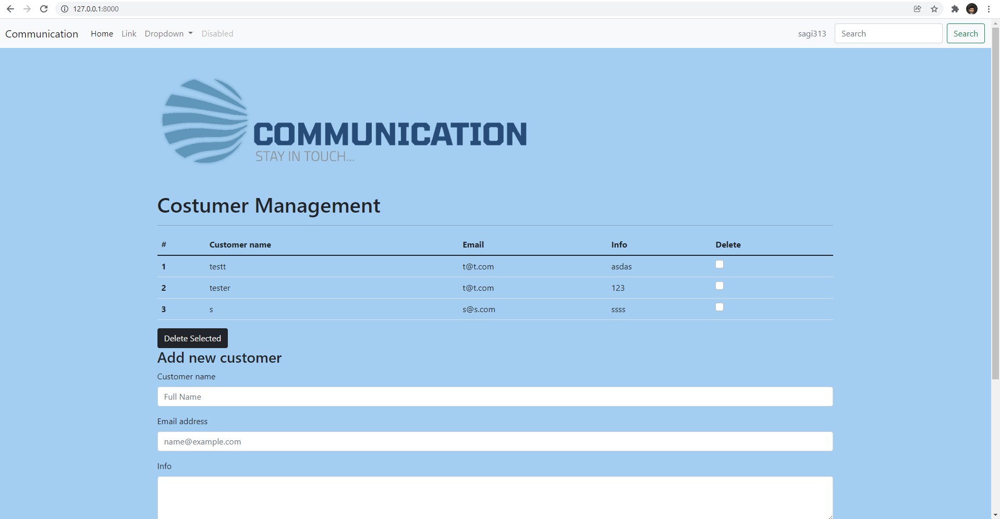 127.0.0.1:8000
Communication Home Link Dropdown Disabled sagi313 Search Search
COMMUNICATION
STAY IN TOUCH...
Costumer Management
# Customer name Email Info Delete
1 testt t@t.com asdas
2 tester t@t.com 123
3 s s@s.com ssss
Delete Selected
Add new customer
Customer name
Full Name
Email address
name@example.com
Info